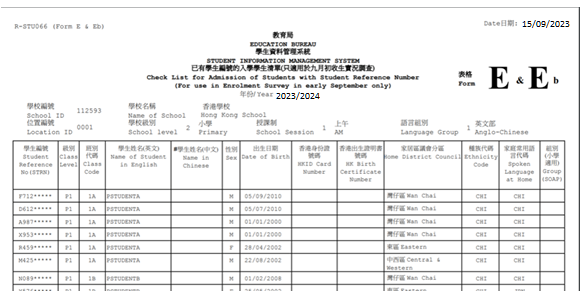 R-STU066 (Form E & Eb)
Date日期: 15/09/2023
教育局
EDUCATION BUREAU
學生資料管理系統
STUDENT INFORMATION MANAGEMENT SYSTEM
已有學生編號的入學學生清單(只適用於九月初收生實況調查)
Check List for Admission of Students with Student Reference Number
(For use in Enrolment Survey in early September only)
年份/Year 2023/2024
表格 Form E & Eb
學校編號 學校名稱 香港學校
School ID 112593 Name of School Hong Kong School
位置編號 學校級別 小學 授課制 上午 語言組別 英文部
Location ID 0001 School level 2 Primary School Session 1 AM Language Group 1 Anglo-Chinese
學生編號 Student Reference No(STRN) 級別 Class Level 班別代碼 Class Code 學生姓名(英文) Name of Student in English #學生姓名(中文) Name in Chinese 性別 Sex 出生日期 Date of Birth 香港身份證號碼 HKID Card Number 香港出生證明書號碼 HK Birth Certificate Number 家居區議會分區 Home District Council 種族代碼 Ethnicity Code 家庭常用語言代碼 Spoken Language at Home 組別(小學適用) Group (SOAP)
F712***** P1 1A PSTUDENTA M 05/09/2010 灣仔區 Wan Chai CHI CHI
D612***** P1 1A PSTUDENTA M 05/07/2010 灣仔區 Wan Chai CHI CHI
A987***** P1 1A PSTUDENTA M 01/01/2000 灣仔區 Wan Chai CHI CHI
X953***** P1 1A PSTUDENTA M 01/01/2000 灣仔區 Wan Chai CHI CHI
R459***** P1 1A PSTUDENTA F 28/04/2002 東區 Eastern CHI CHI
M425***** P1 1A PSTUDENTA M 22/08/2002 中西區 Central & Western CHI CHI
N089***** P1 1B PSTUDENTB M 01/02/2008 灣仔區 Wan Chai CHI CHI